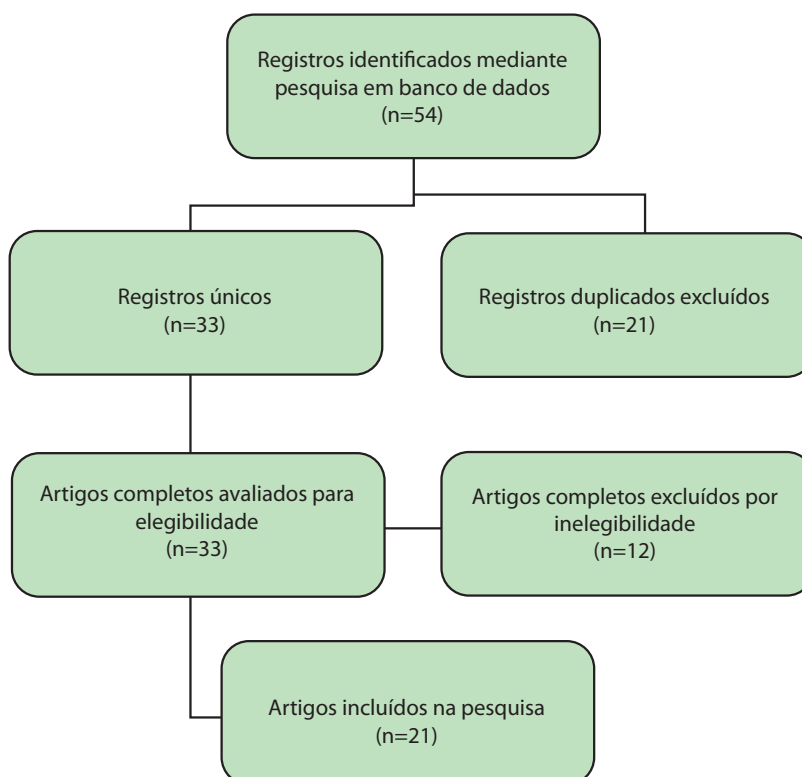 Registros identificados mediante
pesquisa em banco de dados
(n=54)
Registros únicos
(n=33)
Registros duplicados excluídos
(n=21)
Artigos completos avaliados para
elegibilidade
(n=33)
Artigos completos excluídos por
inelegibilidade
(n=12)
Artigos incluídos na pesquisa
(n=21)